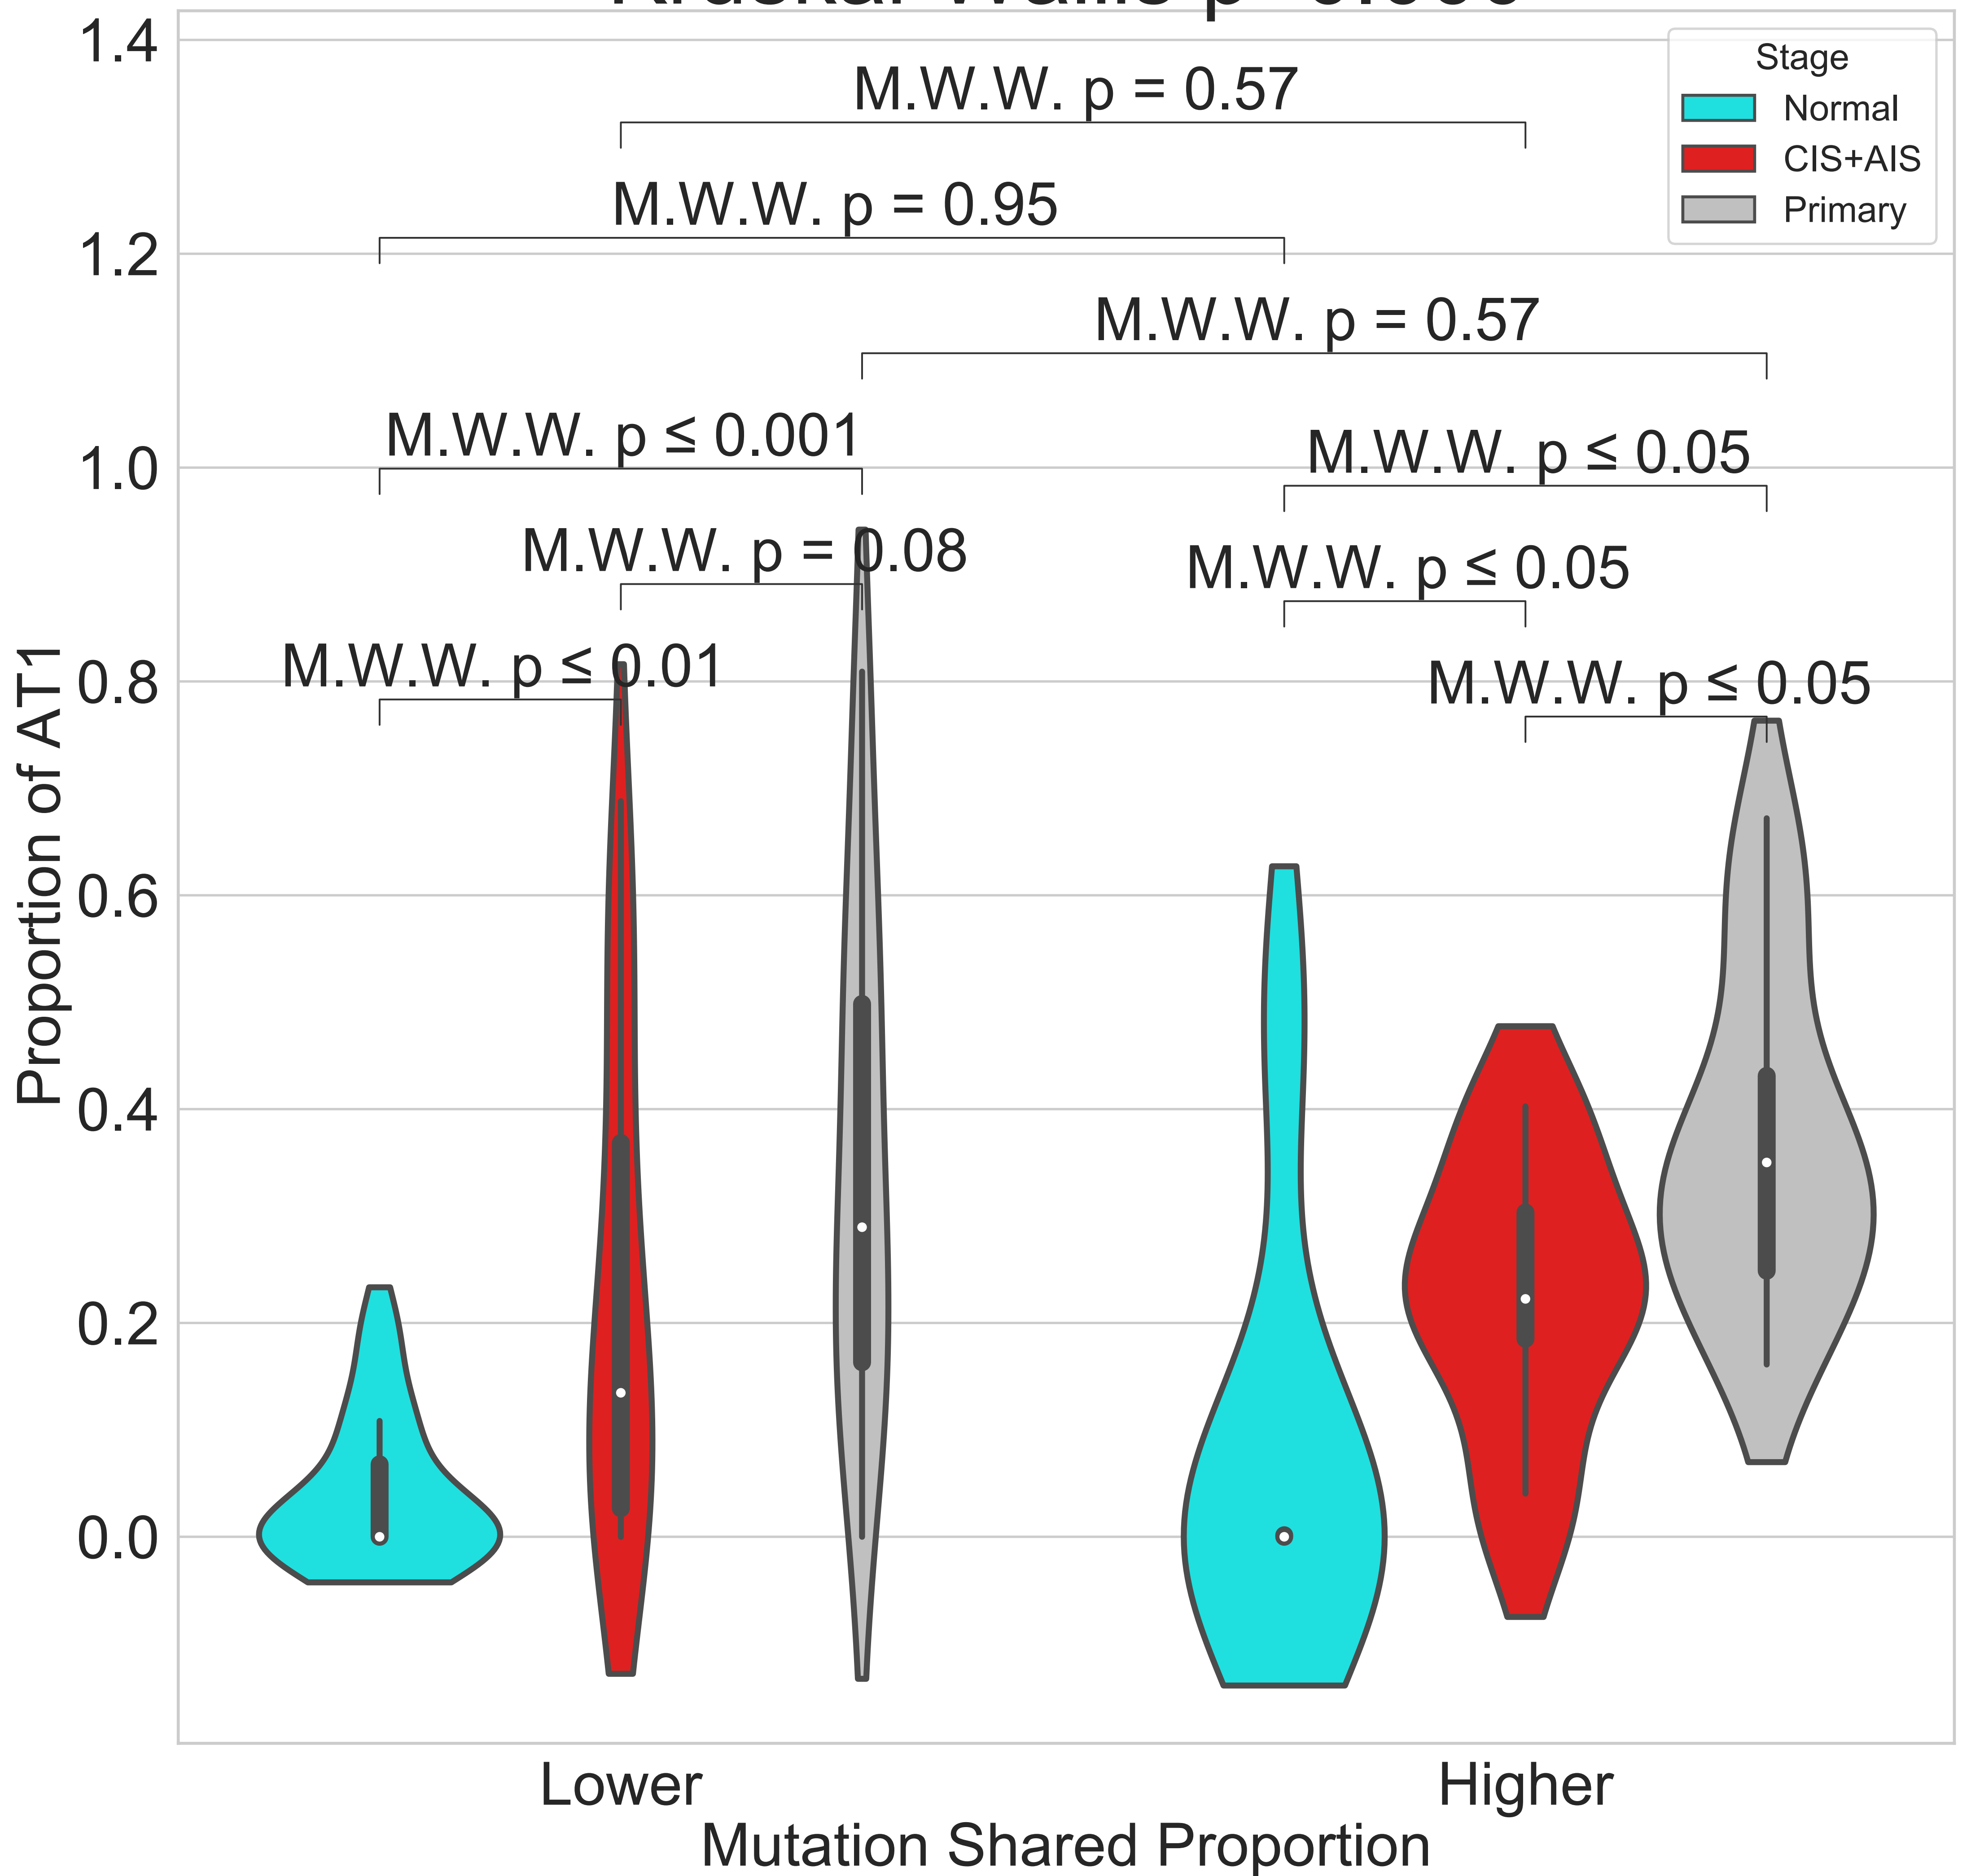 1.4
1.2
1.0
0.8
0.6
0.4
0.2
0.0
Proportion of AT1
M.W.W. p = 0.57
M.W.W. p = 0.95
M.W.W. p = 0.57
M.W.W. p ≤ 0.001
M.W.W. p ≤ 0.05
M.W.W. p = 0.08
M.W.W. p ≤ 0.05
M.W.W. p ≤ 0.01
M.W.W. p ≤ 0.05
Stage
Normal
CIS+AIS
Primary
Lower
Higher
Mutation Shared Proportion